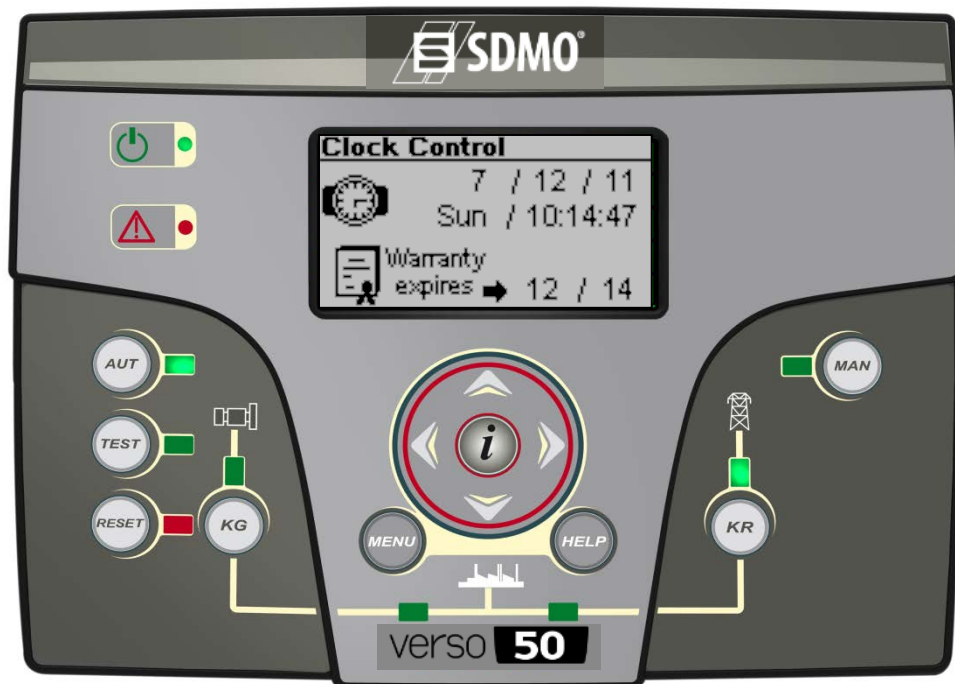 SDMO®
Clock Control
7 / 12 / 11
Sun / 10:14:47
Warranty
expires 12 / 14
AUT
MAN
TEST
i
RESET
KG
MENU
HELP
KR
verso 50